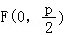 F(0, p/2)